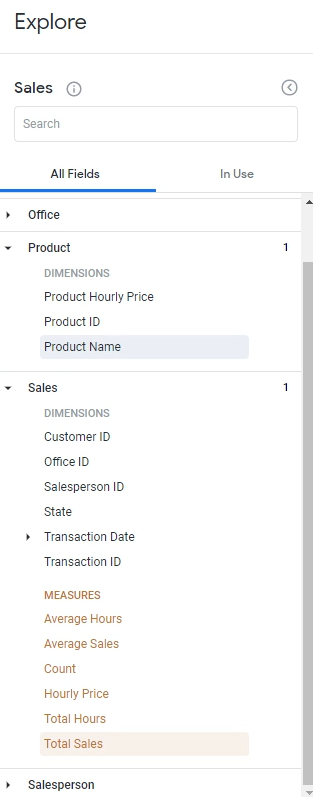 Explore
Sales
Search
All Fields In Use
Office
Product 1
DIMENSIONS
Product Hourly Price
Product ID
Product Name
Sales 1
DIMENSIONS
Customer ID
Office ID
Salesperson ID
State
Transaction Date
Transaction ID
MEASURES
Average Hours
Average Sales
Count
Hourly Price
Total Hours
Total Sales
Salesperson